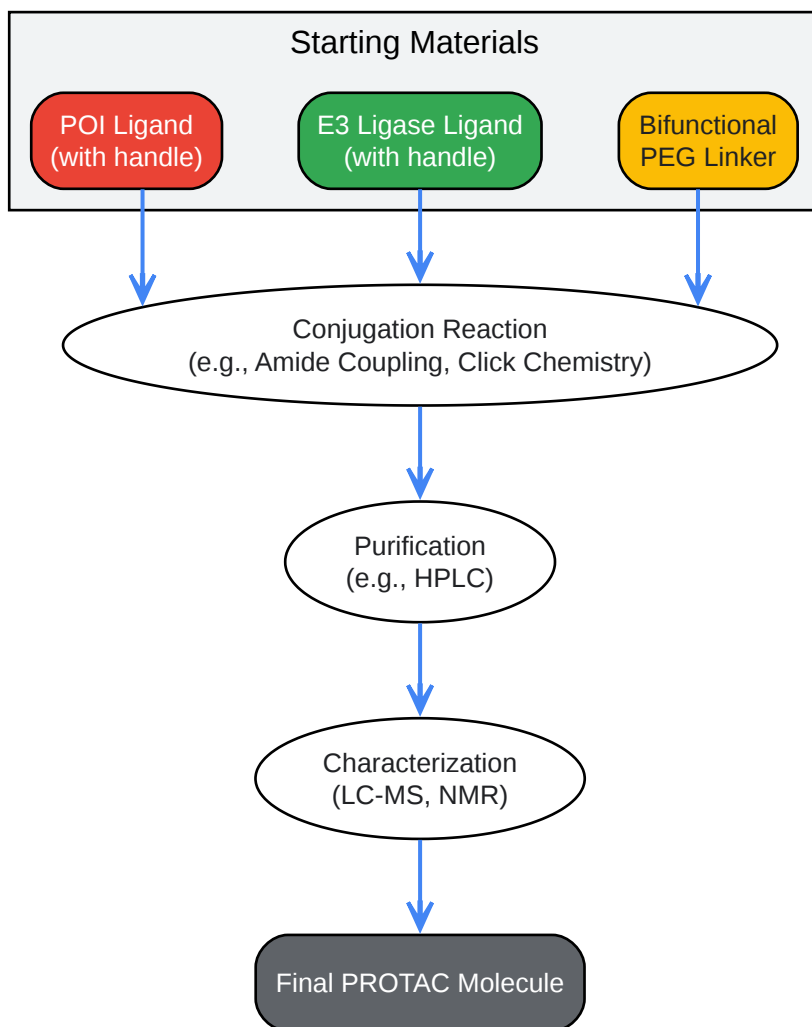 Starting Materials
POI Ligand
(with handle)
E3 Ligase Ligand
(with handle)
Bifunctional
PEG Linker
Conjugation Reaction
(e.g., Amide Coupling, Click Chemistry)
Purification
(e.g., HPLC)
Characterization
(LC-MS, NMR)
Final PROTAC Molecule